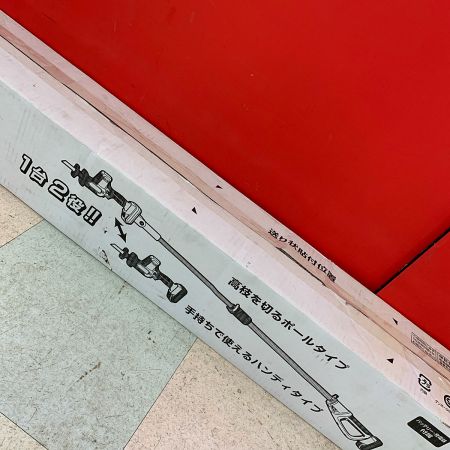 1台2役!!
送り状貼付位置
高枝を切るポールタイプ
手持ちで使えるハンディタイプ